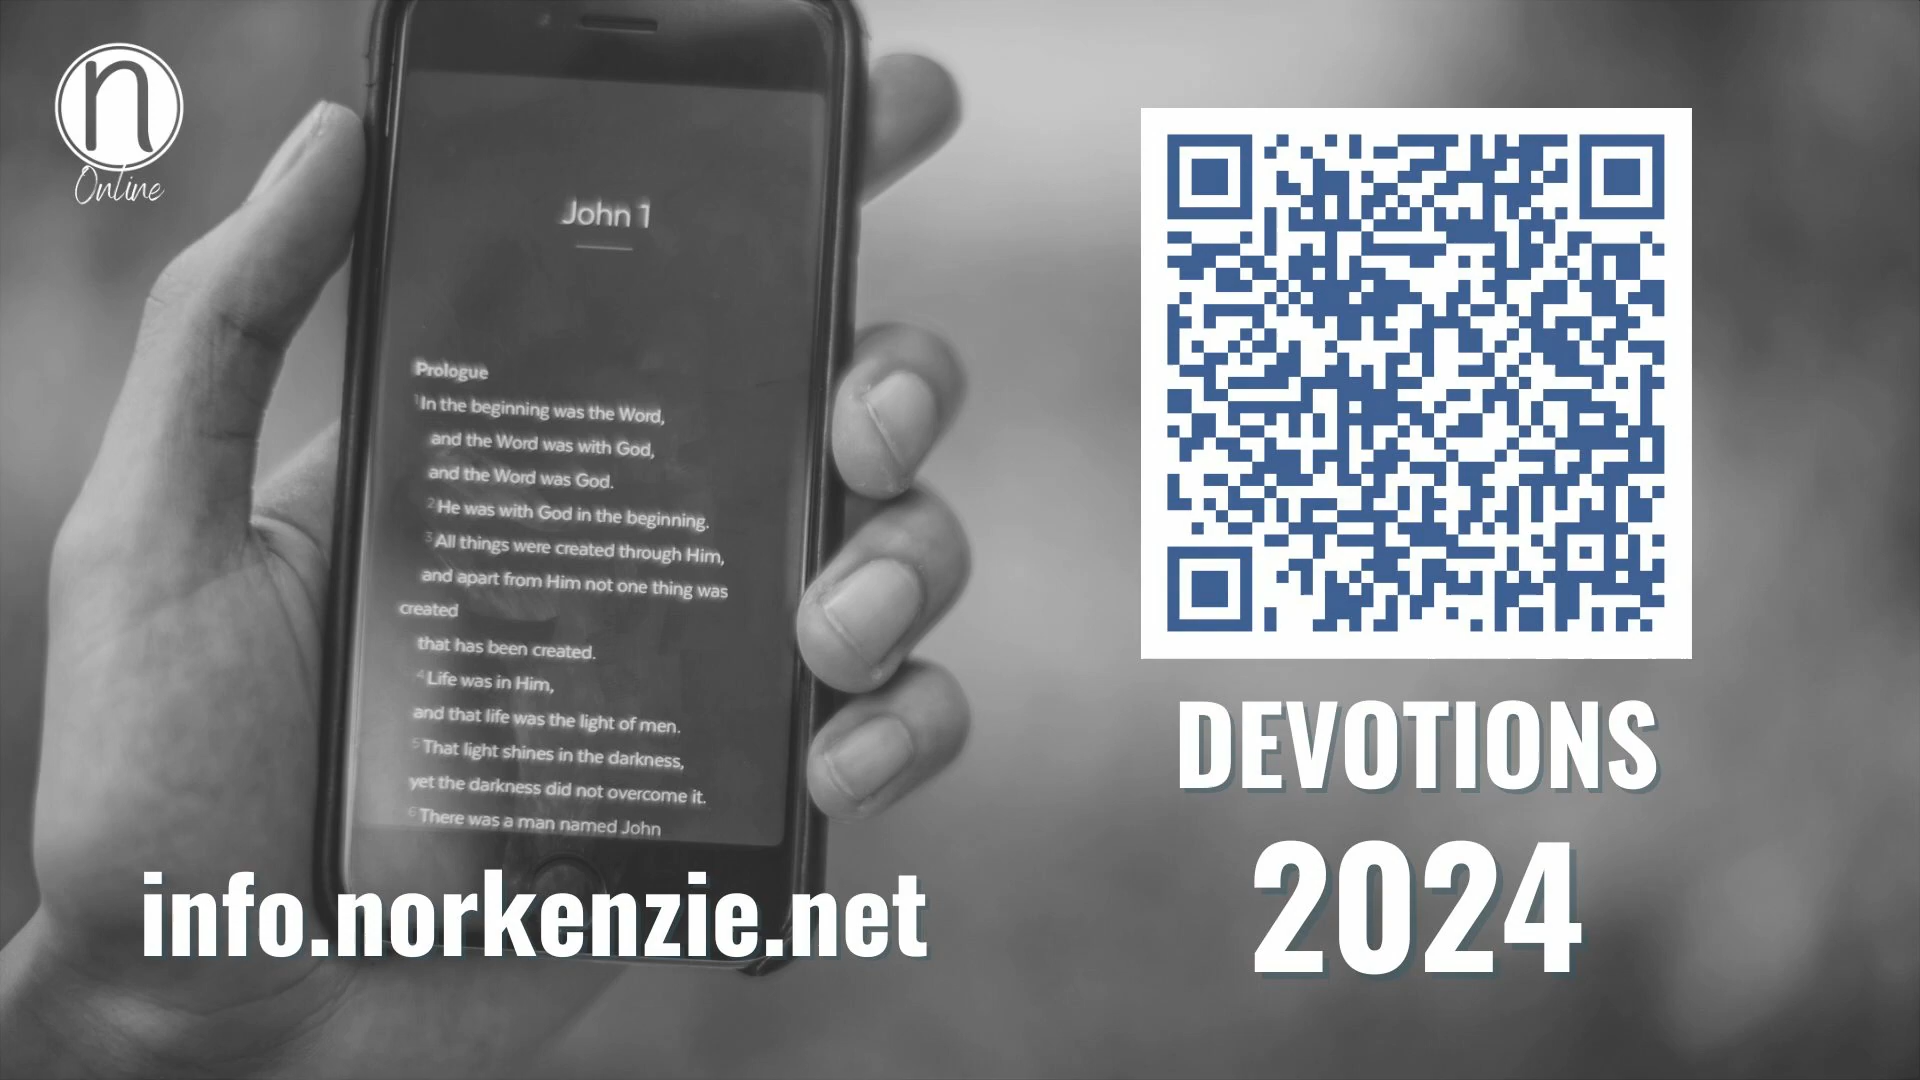 n
Online
John 1
Prologue
1 In the beginning was the Word,
and the Word was with God,
and the Word was God.
2 He was with God in the beginning.
3 All things were created through Him,
and apart from Him not one thing was
created
that has been created.
4 Life was in Him,
and that life was the light of men.
5 That light shines in the darkness,
yet the darkness did not overcome it.
6 There was a man named John
info.norkenzie.net
DEVOTIONS
2024